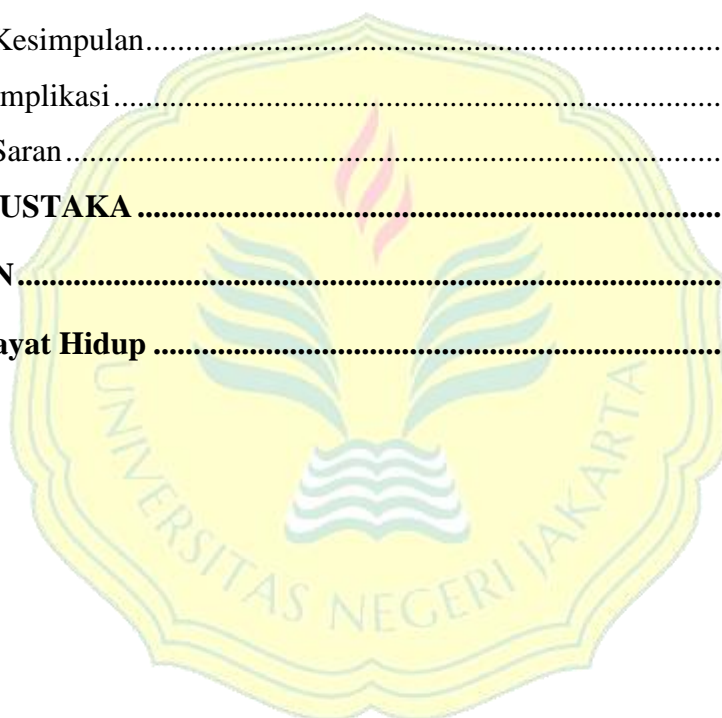 Kesimpulan........................................................................
mplikasi............................................................................
Saran..................................................................................
USTAKA.........................................................................
N........................................................................................
ayat Hidup.......................................................................
UNIVERSITAS NEGERI JAKARTA